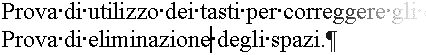 Prova di utilizzo dei tasti per correggere gli
Prova di eliminazione degli spazi.¶